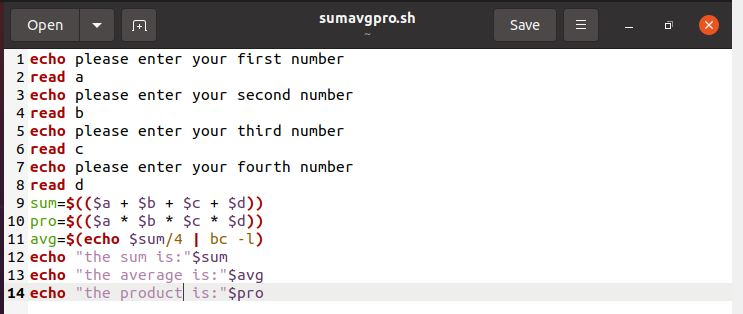 Open sumavgpro.sh Save
~
1 echo please enter your first number
2 read a
3 echo please enter your second number
4 read b
5 echo please enter your third number
6 read c
7 echo please enter your fourth number
8 read d
9 sum=$(($a + $b + $c + $d))
10 pro=$(($a * $b * $c * $d))
11 avg=$(echo $sum/4 | bc -l)
12 echo "the sum is:"$sum
13 echo "the average is:"$avg
14 echo "the product is:"$pro